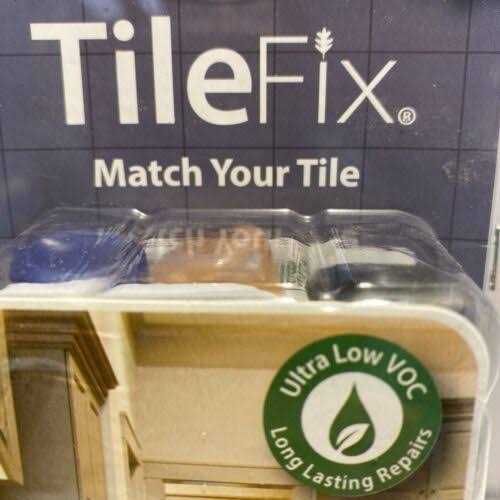 TileFix®
Match Your Tile
Ultra Low VOC
Long Lasting Repairs